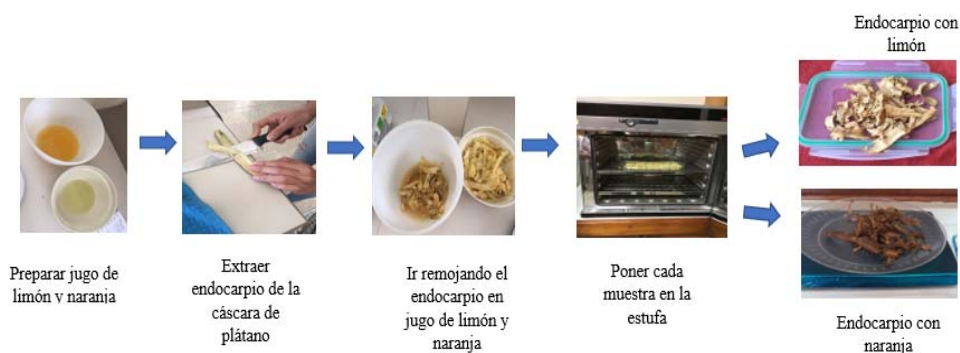 Preparar jugo de
limón y naranja
Extraer
endocarpio de la
cáscara de
plátano
Ir remojando el
endocarpio en
jugo de limón y
naranja
Poner cada
muestra en la
estufa
Endocarpio con
limón
Endocarpio con
naranja